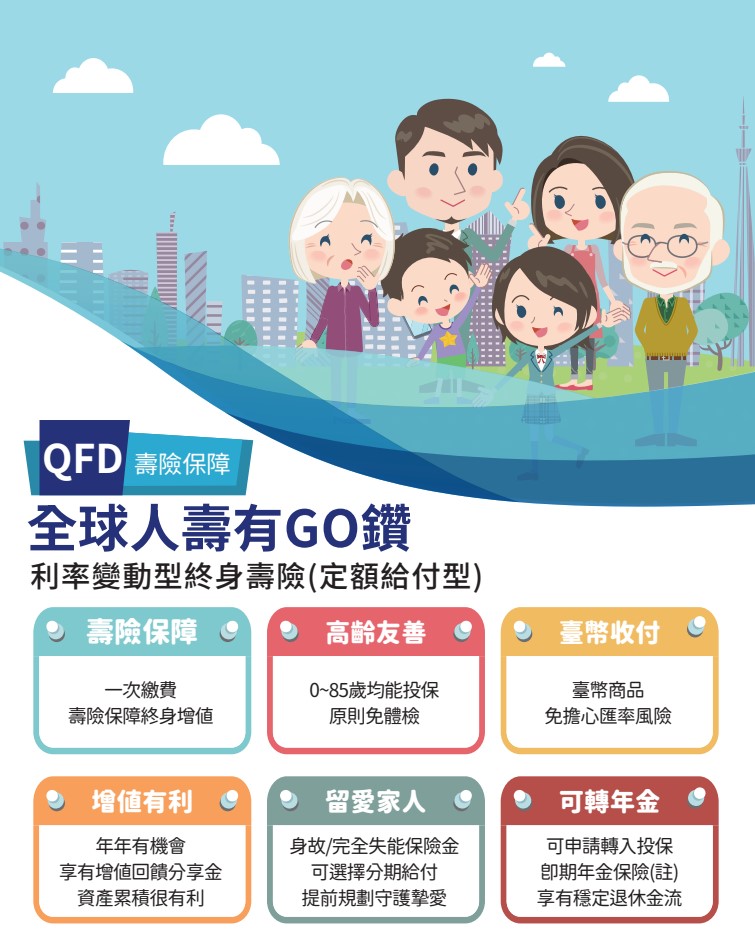 QFD 壽險保障
全球人壽有GO鑽
利率變動型終身壽險(定額給付型)
壽險保障
一次繳費
壽險保障終身增值
高齡友善
0~85歲均能投保
原則免體檢
臺幣收付
臺幣商品
免擔心匯率風險
增值有利
年年有機會
享有增值回饋分享金
資產累積很有利
留愛家人
身故/完全失能保險金
可選擇分期給付
提前規劃守護摯愛
可轉年金
可申請轉入投保
即期年金保險(註)
享有穩定退休金流